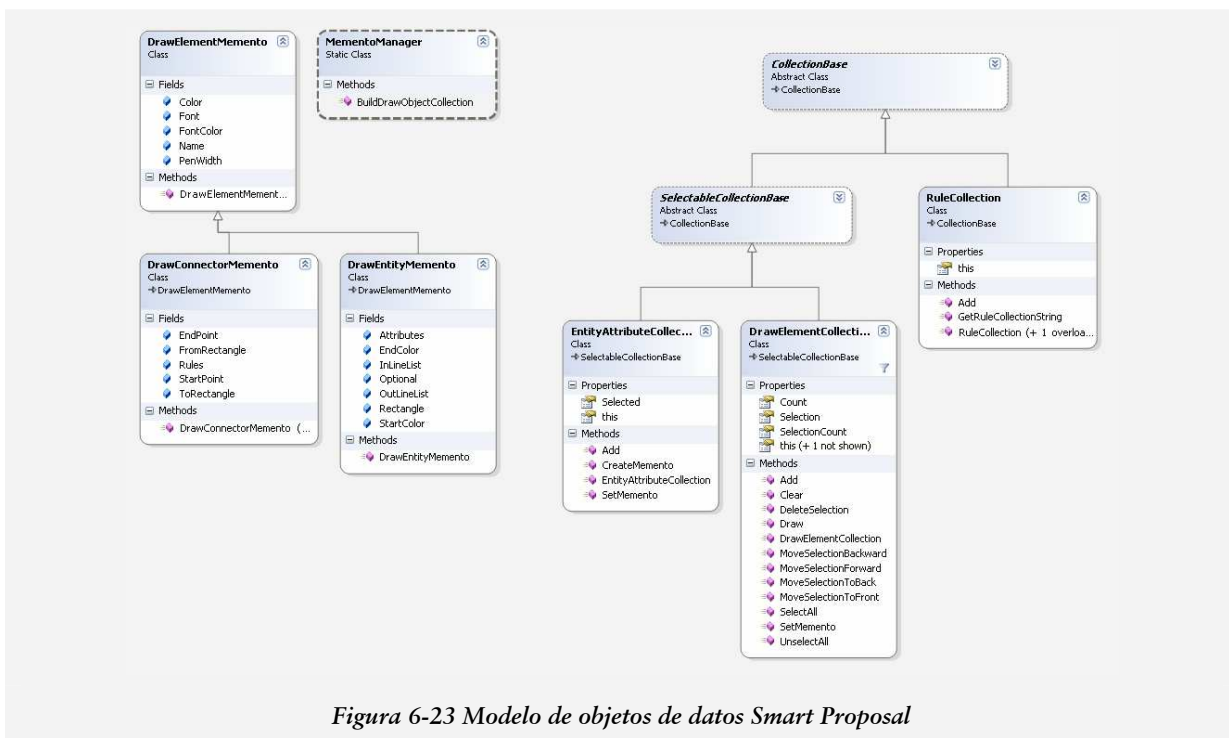 DrawElementMemento
Class
Fields
Color
Font
FontColor
Name
PenWidth
Methods
DrawElementMement...
MementoManager
Static Class
Methods
BuildDrawObjectCollection
DrawConnectorMemento
Class
DrawElementMemento
Fields
EndPoint
FromRectangle
Rules
StartPoint
ToRectangle
Methods
DrawConnectorMemento (...
DrawEntityMemento
Class
DrawElementMemento
Fields
Attributes
EndColor
InLineList
Optional
OutLineList
Rectangle
StartColor
Methods
DrawEntityMemento
CollectionBase
Abstract Class
CollectionBase
SelectableCollectionBase
Abstract Class
CollectionBase
RuleCollection
Class
CollectionBase
Properties
this
Methods
Add
GetRuleCollectionString
RuleCollection (+ 1 overloa...
EntityAttributeCollec...
Class
SelectableCollectionBase
Properties
Selected
this
Methods
Add
CreateMemento
EntityAttributeCollection
SetMemento
DrawElementCollecti...
Class
SelectableCollectionBase
Properties
Count
Selection
SelectionCount
this (+ 1 not shown)
Methods
Add
Clear
DeleteSelection
Draw
DrawElementCollection
MoveSelectionBackward
MoveSelectionForward
MoveSelectionToBack
MoveSelectionToFront
SelectAll
SetMemento
UnselectAll
Figura 6-23 Modelo de objetos de datos Smart Proposal